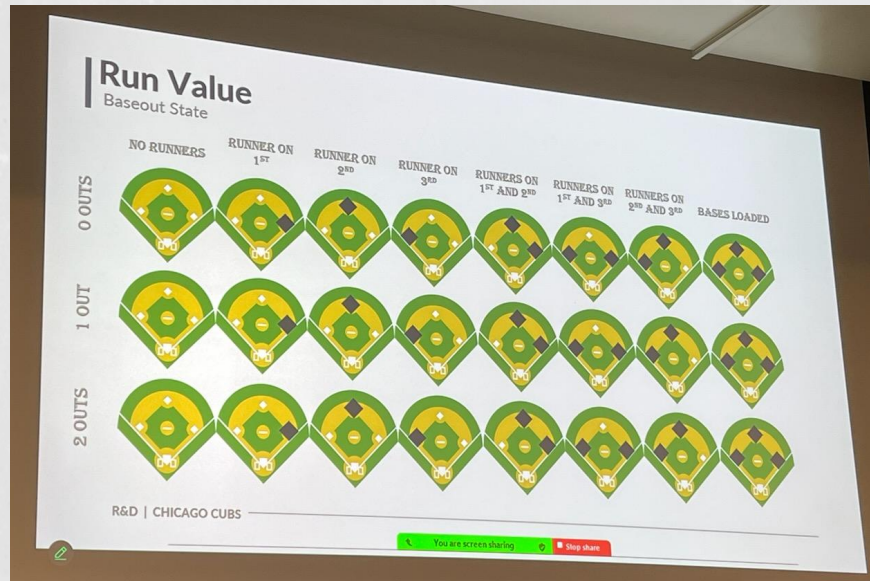 Run Value
Baseout State
NO RUNNERS
RUNNER ON
1ST
RUNNER ON
2ND
RUNNER ON
3RD
RUNNERS ON
1ST AND 2ND
RUNNERS ON
1ST AND 3RD
RUNNERS ON
2ND AND 3RD
BASES LOADED
0 OUTS
1 OUT
2 OUTS
R&D | CHICAGO CUBS
You are screen sharing
Stop share